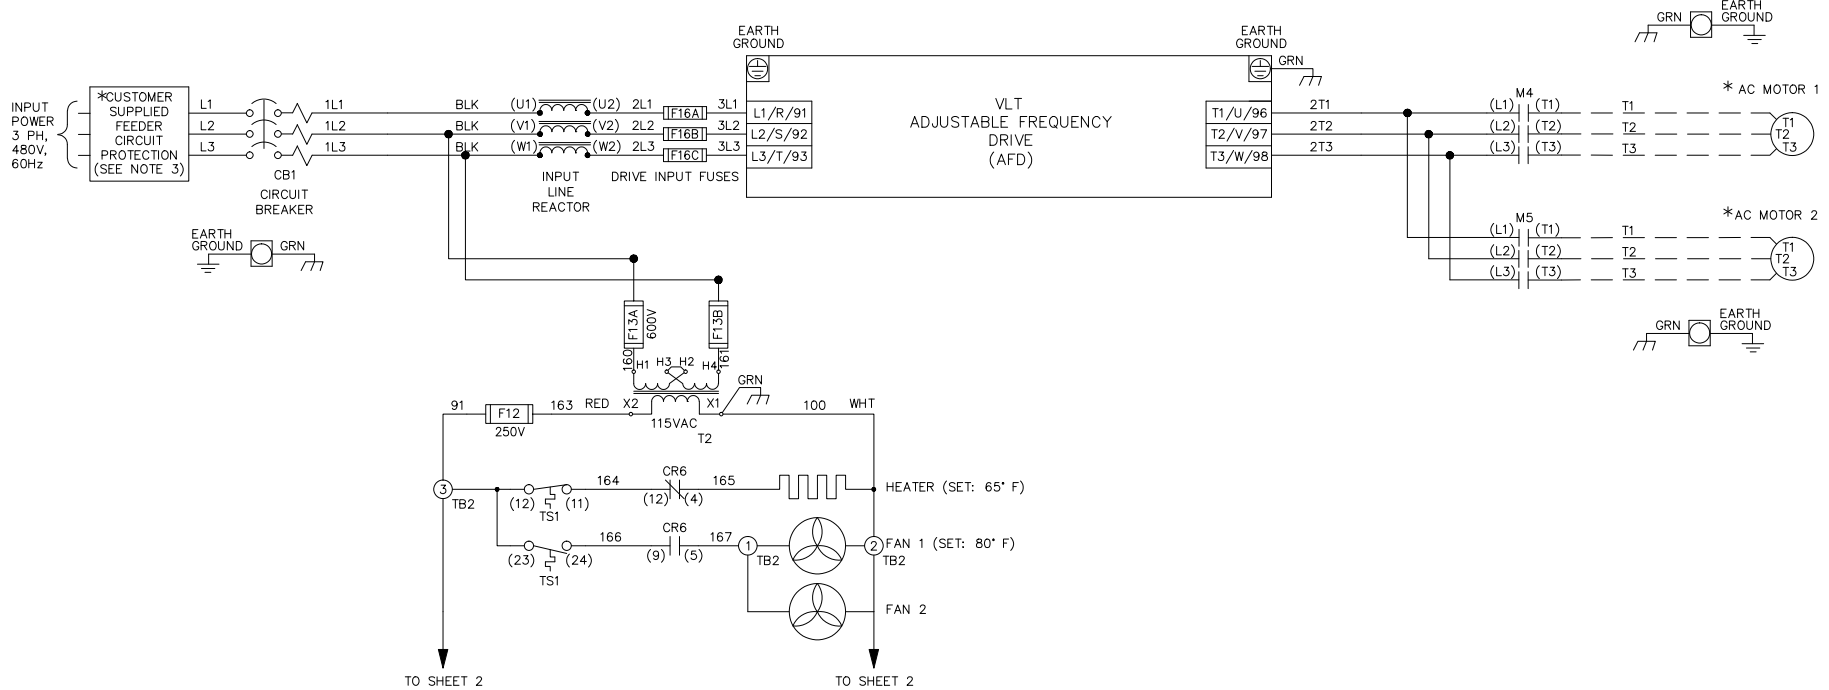 INPUT
POWER
3 PH,
480V,
60Hz
*CUSTOMER
SUPPLIED
FEEDER
CIRCUIT
PROTECTION
(SEE NOTE 3)
L1
L2
L3
CB1
CIRCUIT
BREAKER
1L1
1L2
1L3
BLK
BLK
BLK
(U1)
(V1)
(W1)
(U2)
(V2)
(W2)
INPUT
LINE
REACTOR
2L1
2L2
2L3
F16A
F16B
F16C
DRIVE INPUT FUSES
3L1
3L2
3L3
EARTH
GROUND
L1/R/91
L2/S/92
L3/T/93
VLT
ADJUSTABLE FREQUENCY
DRIVE
(AFD)
EARTH
GROUND
GRN
T1/U/96
T2/V/97
T3/W/98
2T1
2T2
2T3
GRN
EARTH
GROUND
M4
(L1)
(L2)
(L3)
(T1)
(T2)
(T3)
T1
T2
T3
* AC MOTOR 1
T1
T2
T3
M5
(L1)
(L2)
(L3)
(T1)
(T2)
(T3)
T1
T2
T3
*AC MOTOR 2
T1
T2
T3
GRN
EARTH
GROUND
EARTH
GROUND
GRN
F13A
600V
F13B
160
161
H1
H3
H2
H4
GRN
91
F12
250V
163
RED
X2
X1
115VAC
T2
100
WHT
3
TB2
(12)
(11)
TS1
164
CR6
(12)
(4)
165
HEATER (SET: 65° F)
(23)
(24)
TS1
166
CR6
(9)
(5)
167
1
TB2
2
TB2
FAN 1 (SET: 80° F)
FAN 2
TO SHEET 2
TO SHEET 2